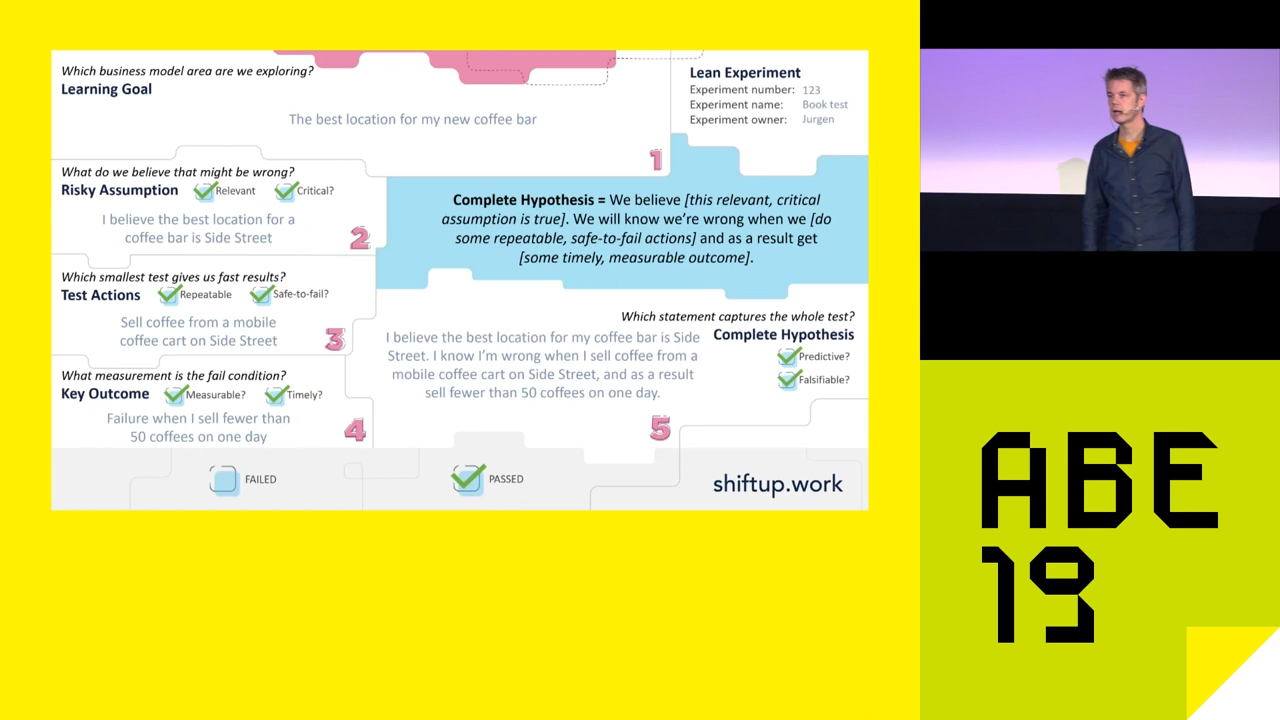 Which business model area are we exploring?
Learning Goal
The best location for my new coffee bar
1
Lean Experiment
Experiment number: 123
Experiment name: Book test
Experiment owner: Jurgen
What do we believe that might be wrong?
Risky Assumption Relevant Critical?
I believe the best location for a
coffee bar is Side Street
2
Complete Hypothesis = We believe [this relevant, critical
assumption is true]. We will know we're wrong when we [do
some repeatable, safe-to-fail actions] and as a result get
[some timely, measurable outcome].
Which smallest test gives us fast results?
Test Actions Repeatable Safe-to-fail?
Sell coffee from a mobile
coffee cart on Side Street
3
What measurement is the fail condition?
Key Outcome Measurable? Timely?
Failure when I sell fewer than
50 coffees on one day
4
Which statement captures the whole test?
Complete Hypothesis
Predictive?
Falsifiable?
I believe the best location for my coffee bar is Side
Street. I know I'm wrong when I sell coffee from a
mobile coffee cart on Side Street, and as a result
sell fewer than 50 coffees on one day.
5
FAILED
PASSED
shiftup.work
ABE
19